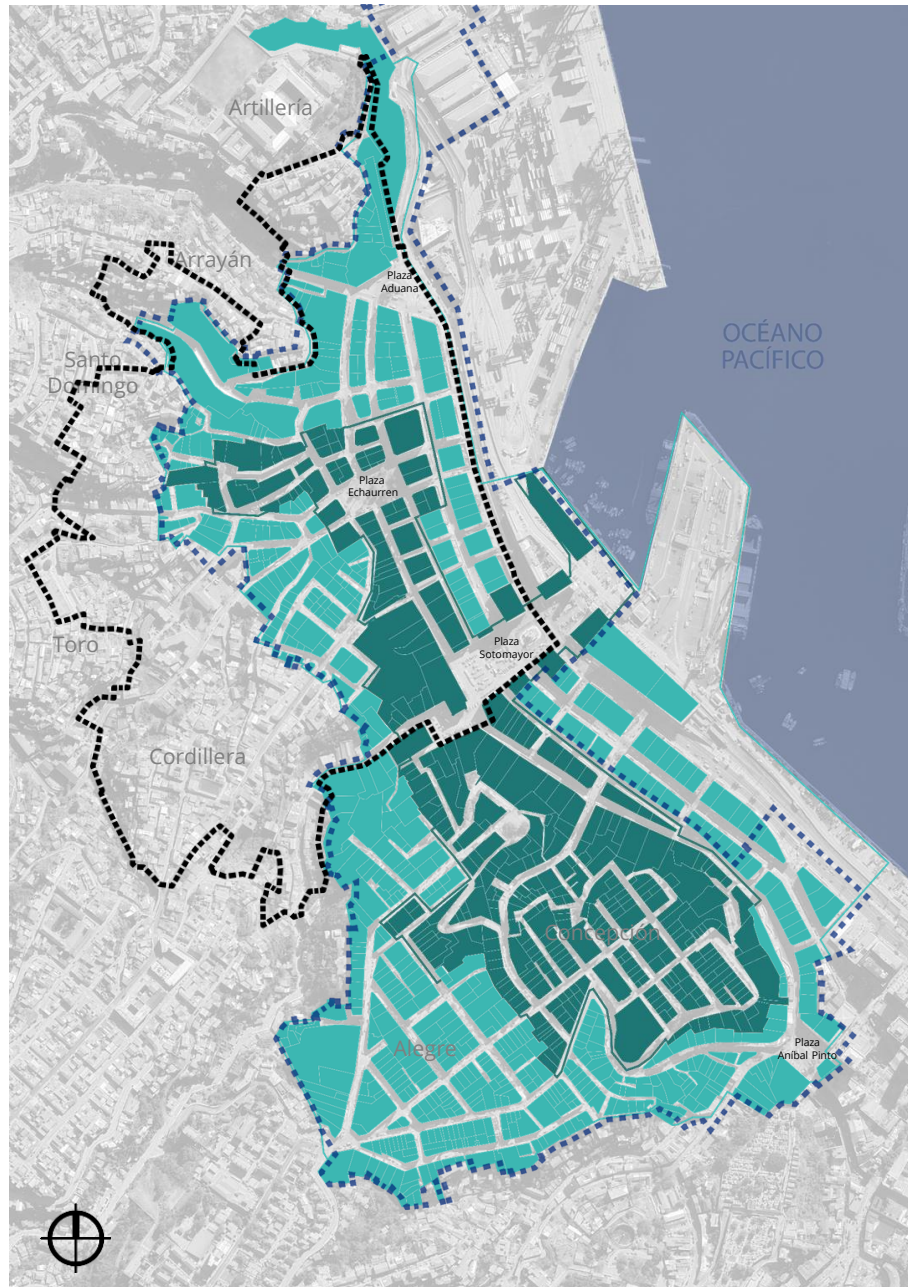 Artillería
Arrayán
Plaza
Aduana
OCÉANO
PACÍFICO
Santo
Domingo
Plaza
Echaurren
Toro
Plaza
Sotomayor
Cordillera
Concepción
Alegre
Plaza
Aníbal Pinto